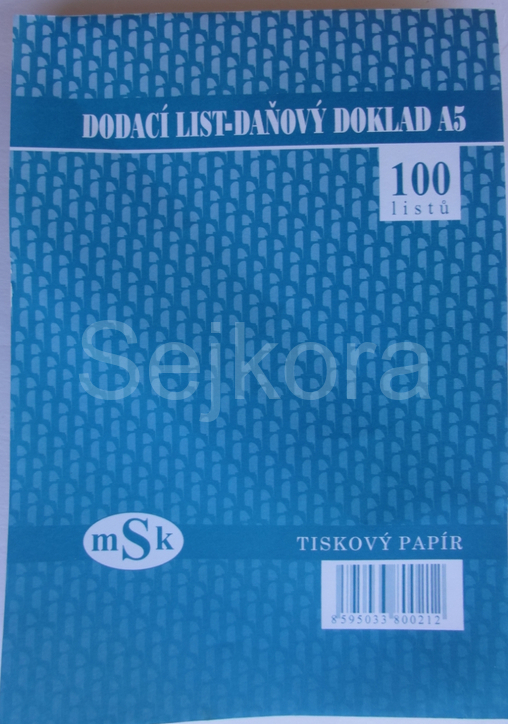 DODACÍ LIST-DAŇOVÝ DOKLAD A5
100
listů
Sejkora
mSk
TISKOVÝ PAPÍR
8595033800212